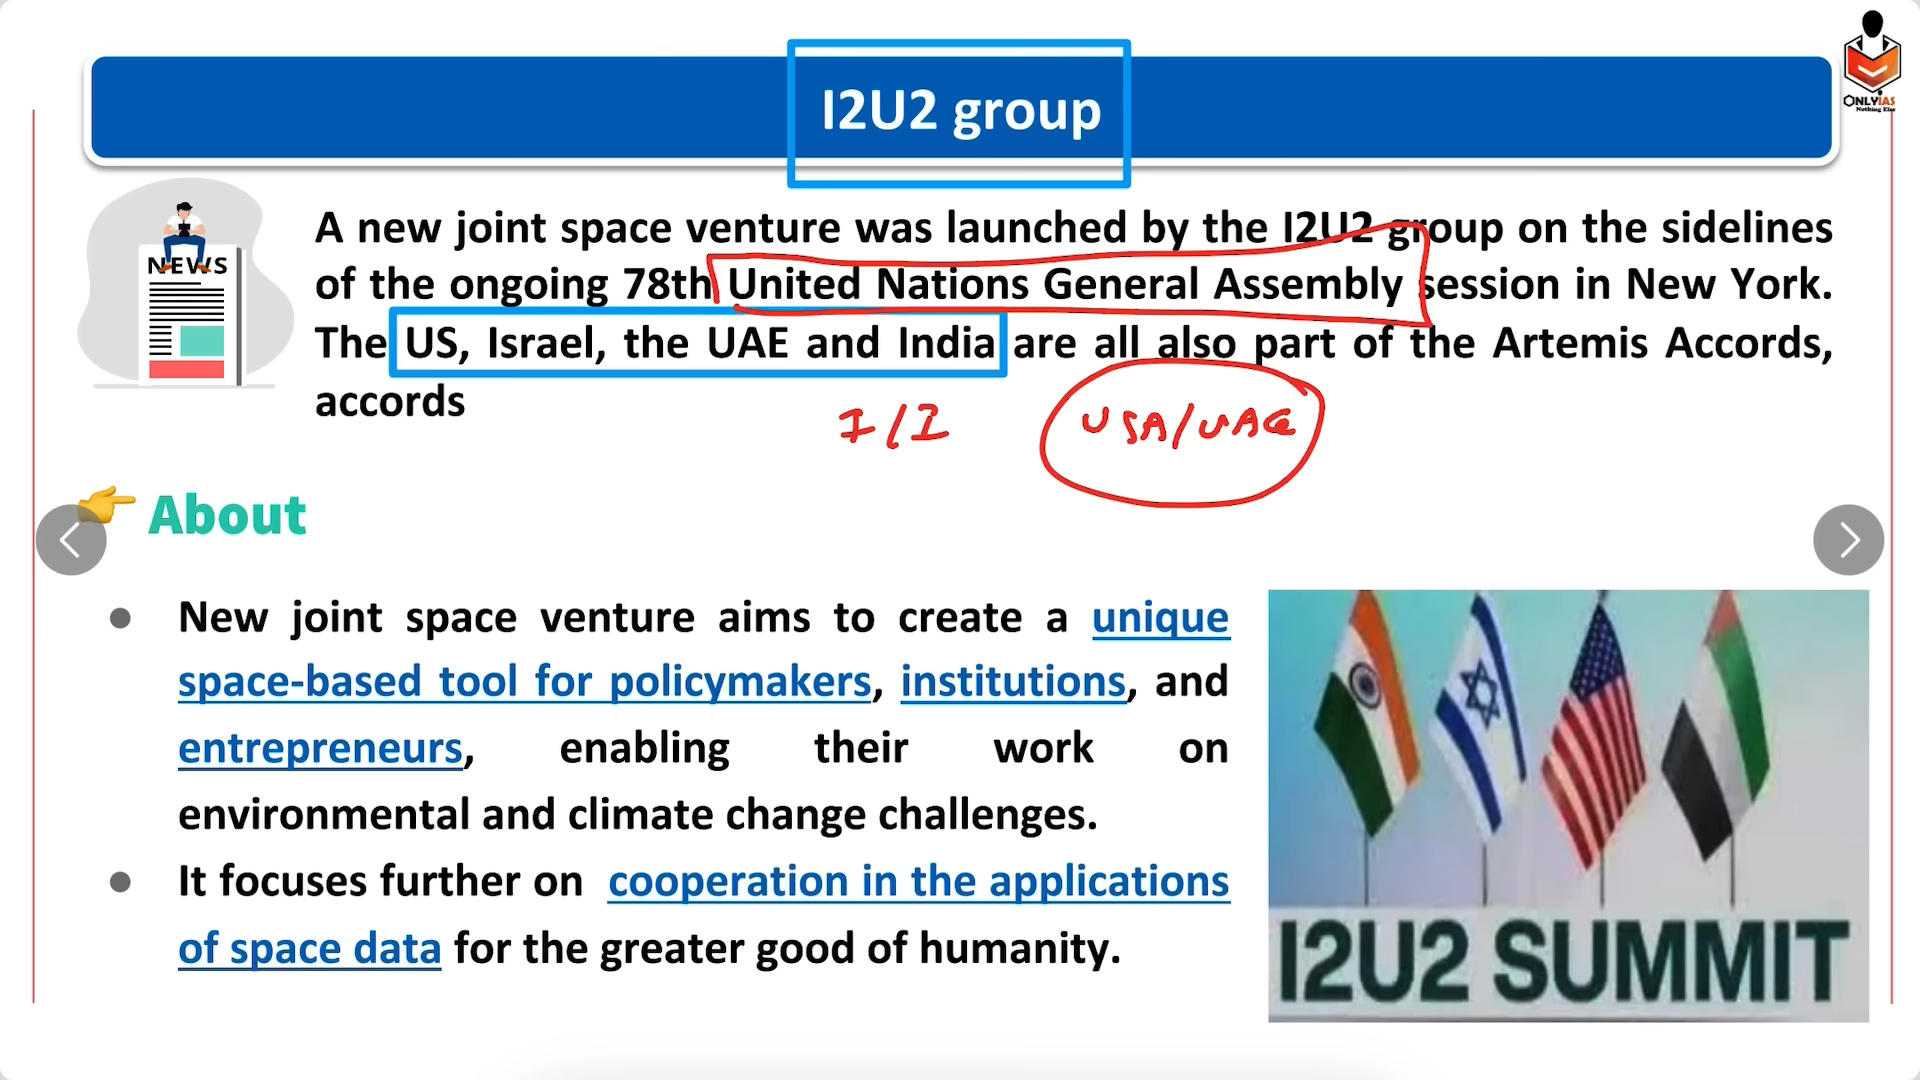 I2U2 group
ONLYIAS
Nothing Else
NEWS
A new joint space venture was launched by the I2U2 group on the sidelines
of the ongoing 78th United Nations General Assembly session in New York.
The US, Israel, the UAE and India are all also part of the Artemis Accords,
accords
I/I USA/UAE
👉 About
● New joint space venture aims to create a unique
space-based tool for policymakers, institutions, and
entrepreneurs, enabling their work on
environmental and climate change challenges.
● It focuses further on cooperation in the applications
of space data for the greater good of humanity.
I2U2 SUMMIT